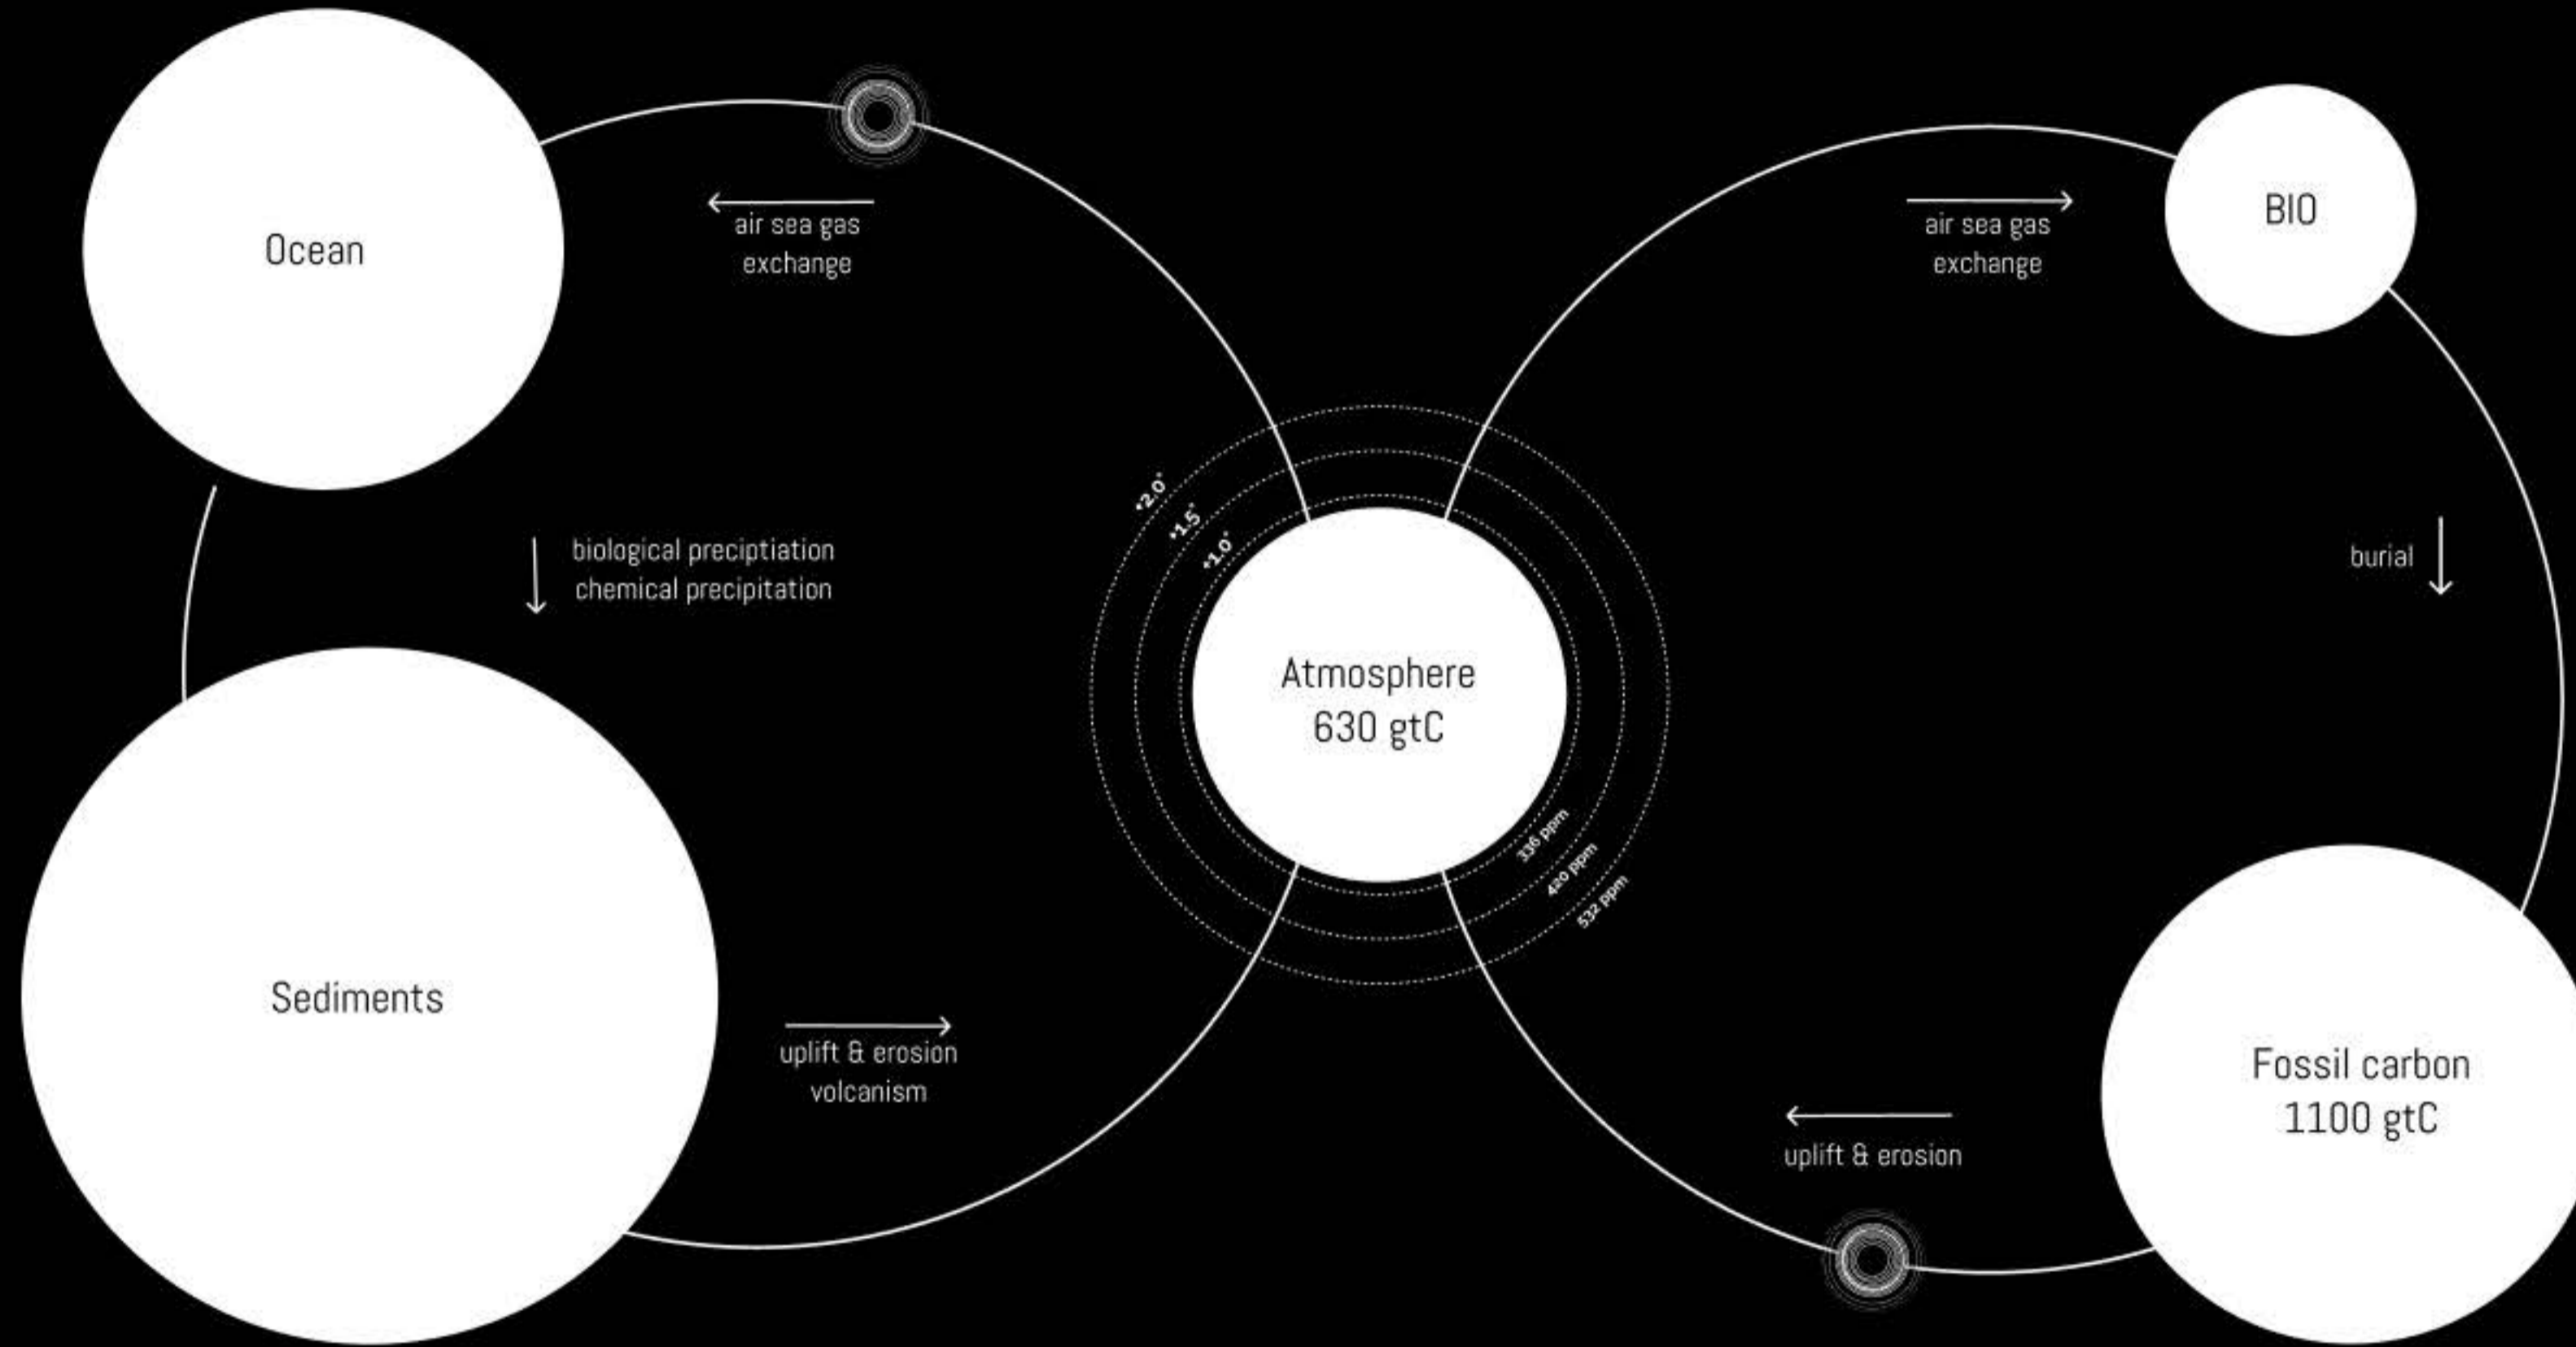 Ocean
air sea gas
exchange
air sea gas
exchange
BIO
biological preciptiation
chemical precipitation
+2.0°
+1.5°
+1.0°
burial
Atmosphere
630 gtC
336 ppm
420 ppm
532 ppm
Sediments
uplift & erosion
volcanism
Fossil carbon
1100 gtC
uplift & erosion